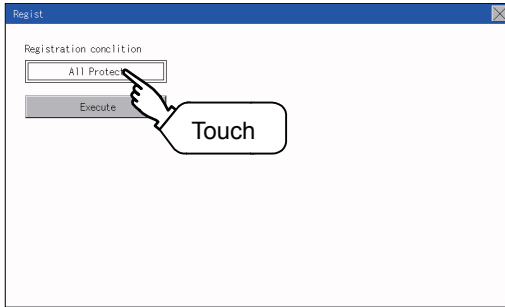 Regist
Registration conclition
All Protect
Execute
Touch